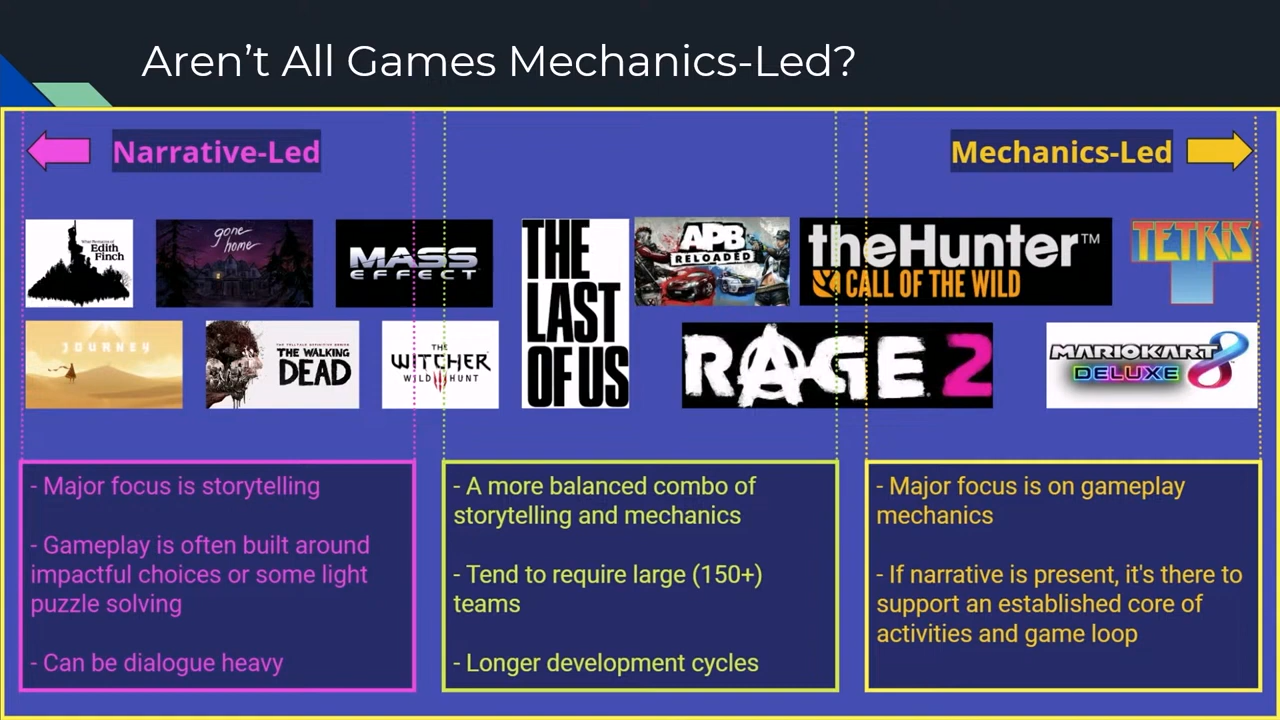 Aren't All Games Mechanics-Led?
Narrative-Led
Mechanics-Led
What Remains of
Edith
Finch
gone
home
MASS
EFFECT
THE
LAST
OF US
APB
RELOADED
theHunter™
CALL OF THE WILD
TETRIS
JOURNEY
THE TELLTALE DEFINITIVE SERIES
THE WALKING
DEAD
THE
WITCHER
WILD HUNT
RAGE 2
MARIOKART 8
DELUXE
- Major focus is storytelling
- Gameplay is often built around
impactful choices or some light
puzzle solving
- Can be dialogue heavy
- A more balanced combo of
storytelling and mechanics
- Tend to require large (150+)
teams
- Longer development cycles
- Major focus is on gameplay
mechanics
- If narrative is present, it's there to
support an established core of
activities and game loop